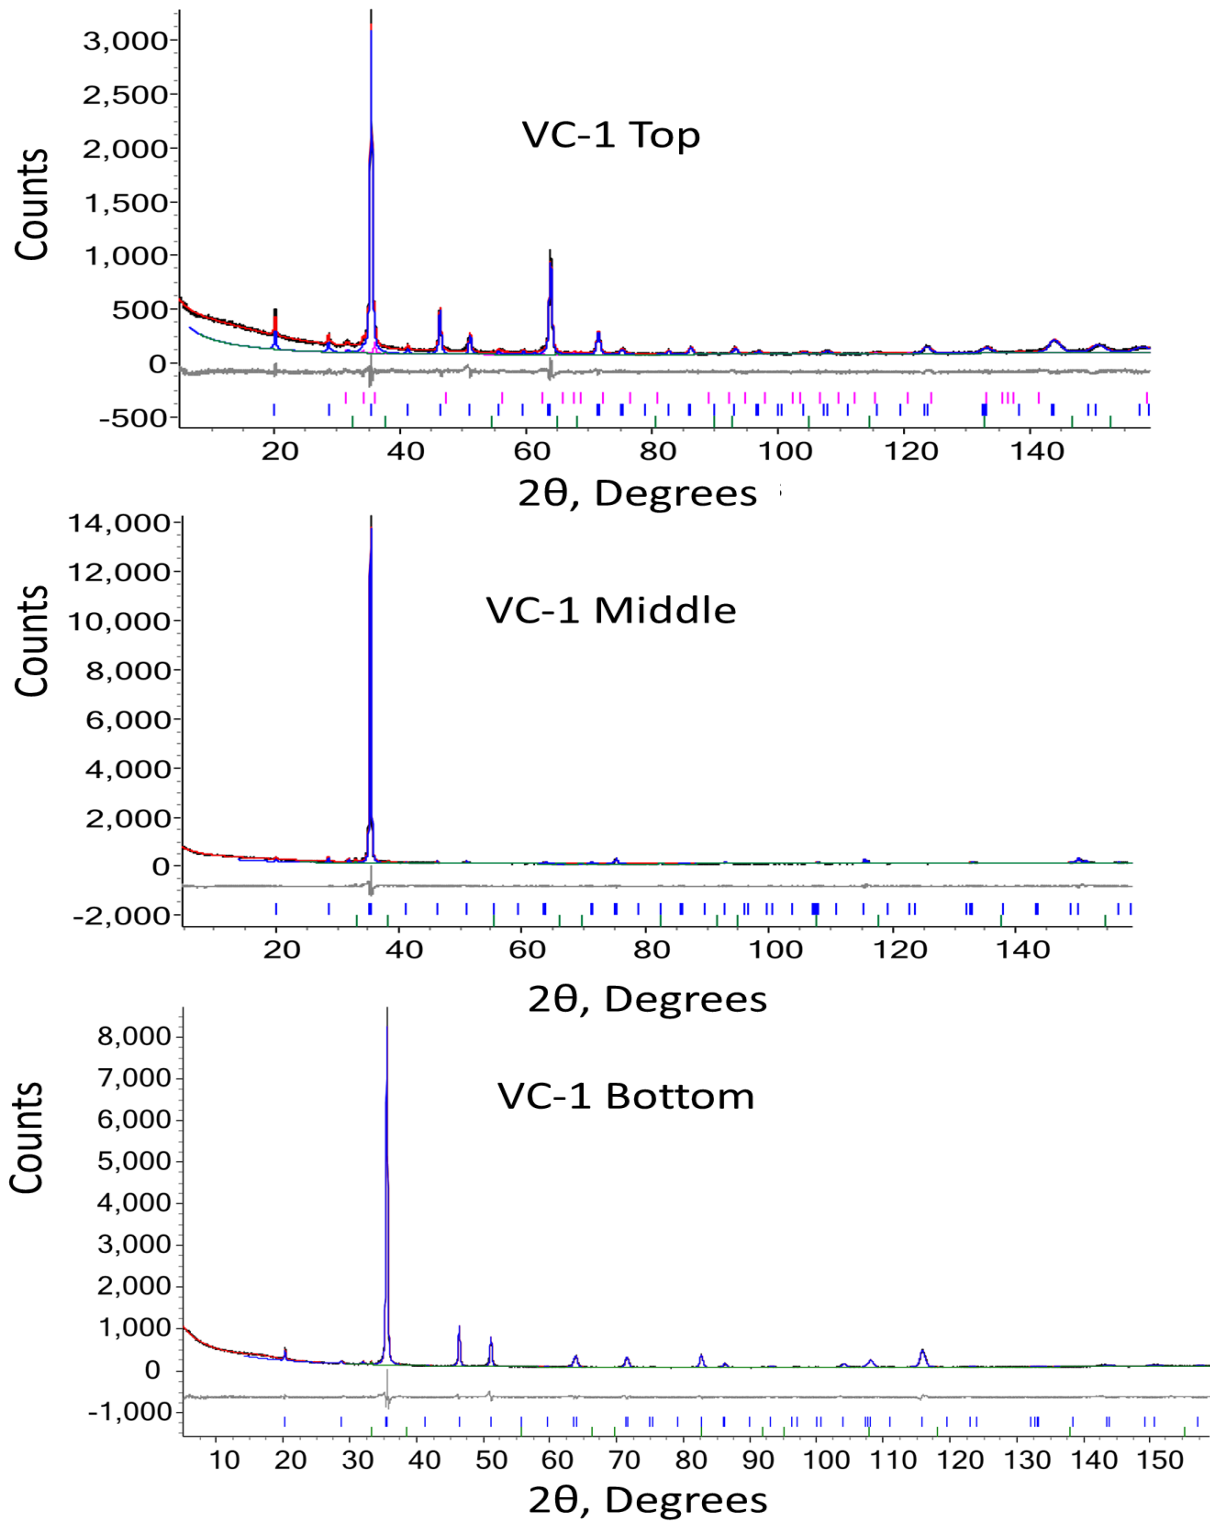 3,000
2,500
2,000
1,500
1,000
500
0
-500
Counts
VC-1 Top
20 40 60 80 100 120 140
2θ, Degrees
14,000
12,000
10,000
8,000
6,000
4,000
2,000
0
-2,000
Counts
VC-1 Middle
20 40 60 80 100 120 140
2θ, Degrees
8,000
7,000
6,000
5,000
4,000
3,000
2,000
1,000
0
-1,000
Counts
VC-1 Bottom
10 20 30 40 50 60 70 80 90 100 110 120 130 140 150
2θ, Degrees